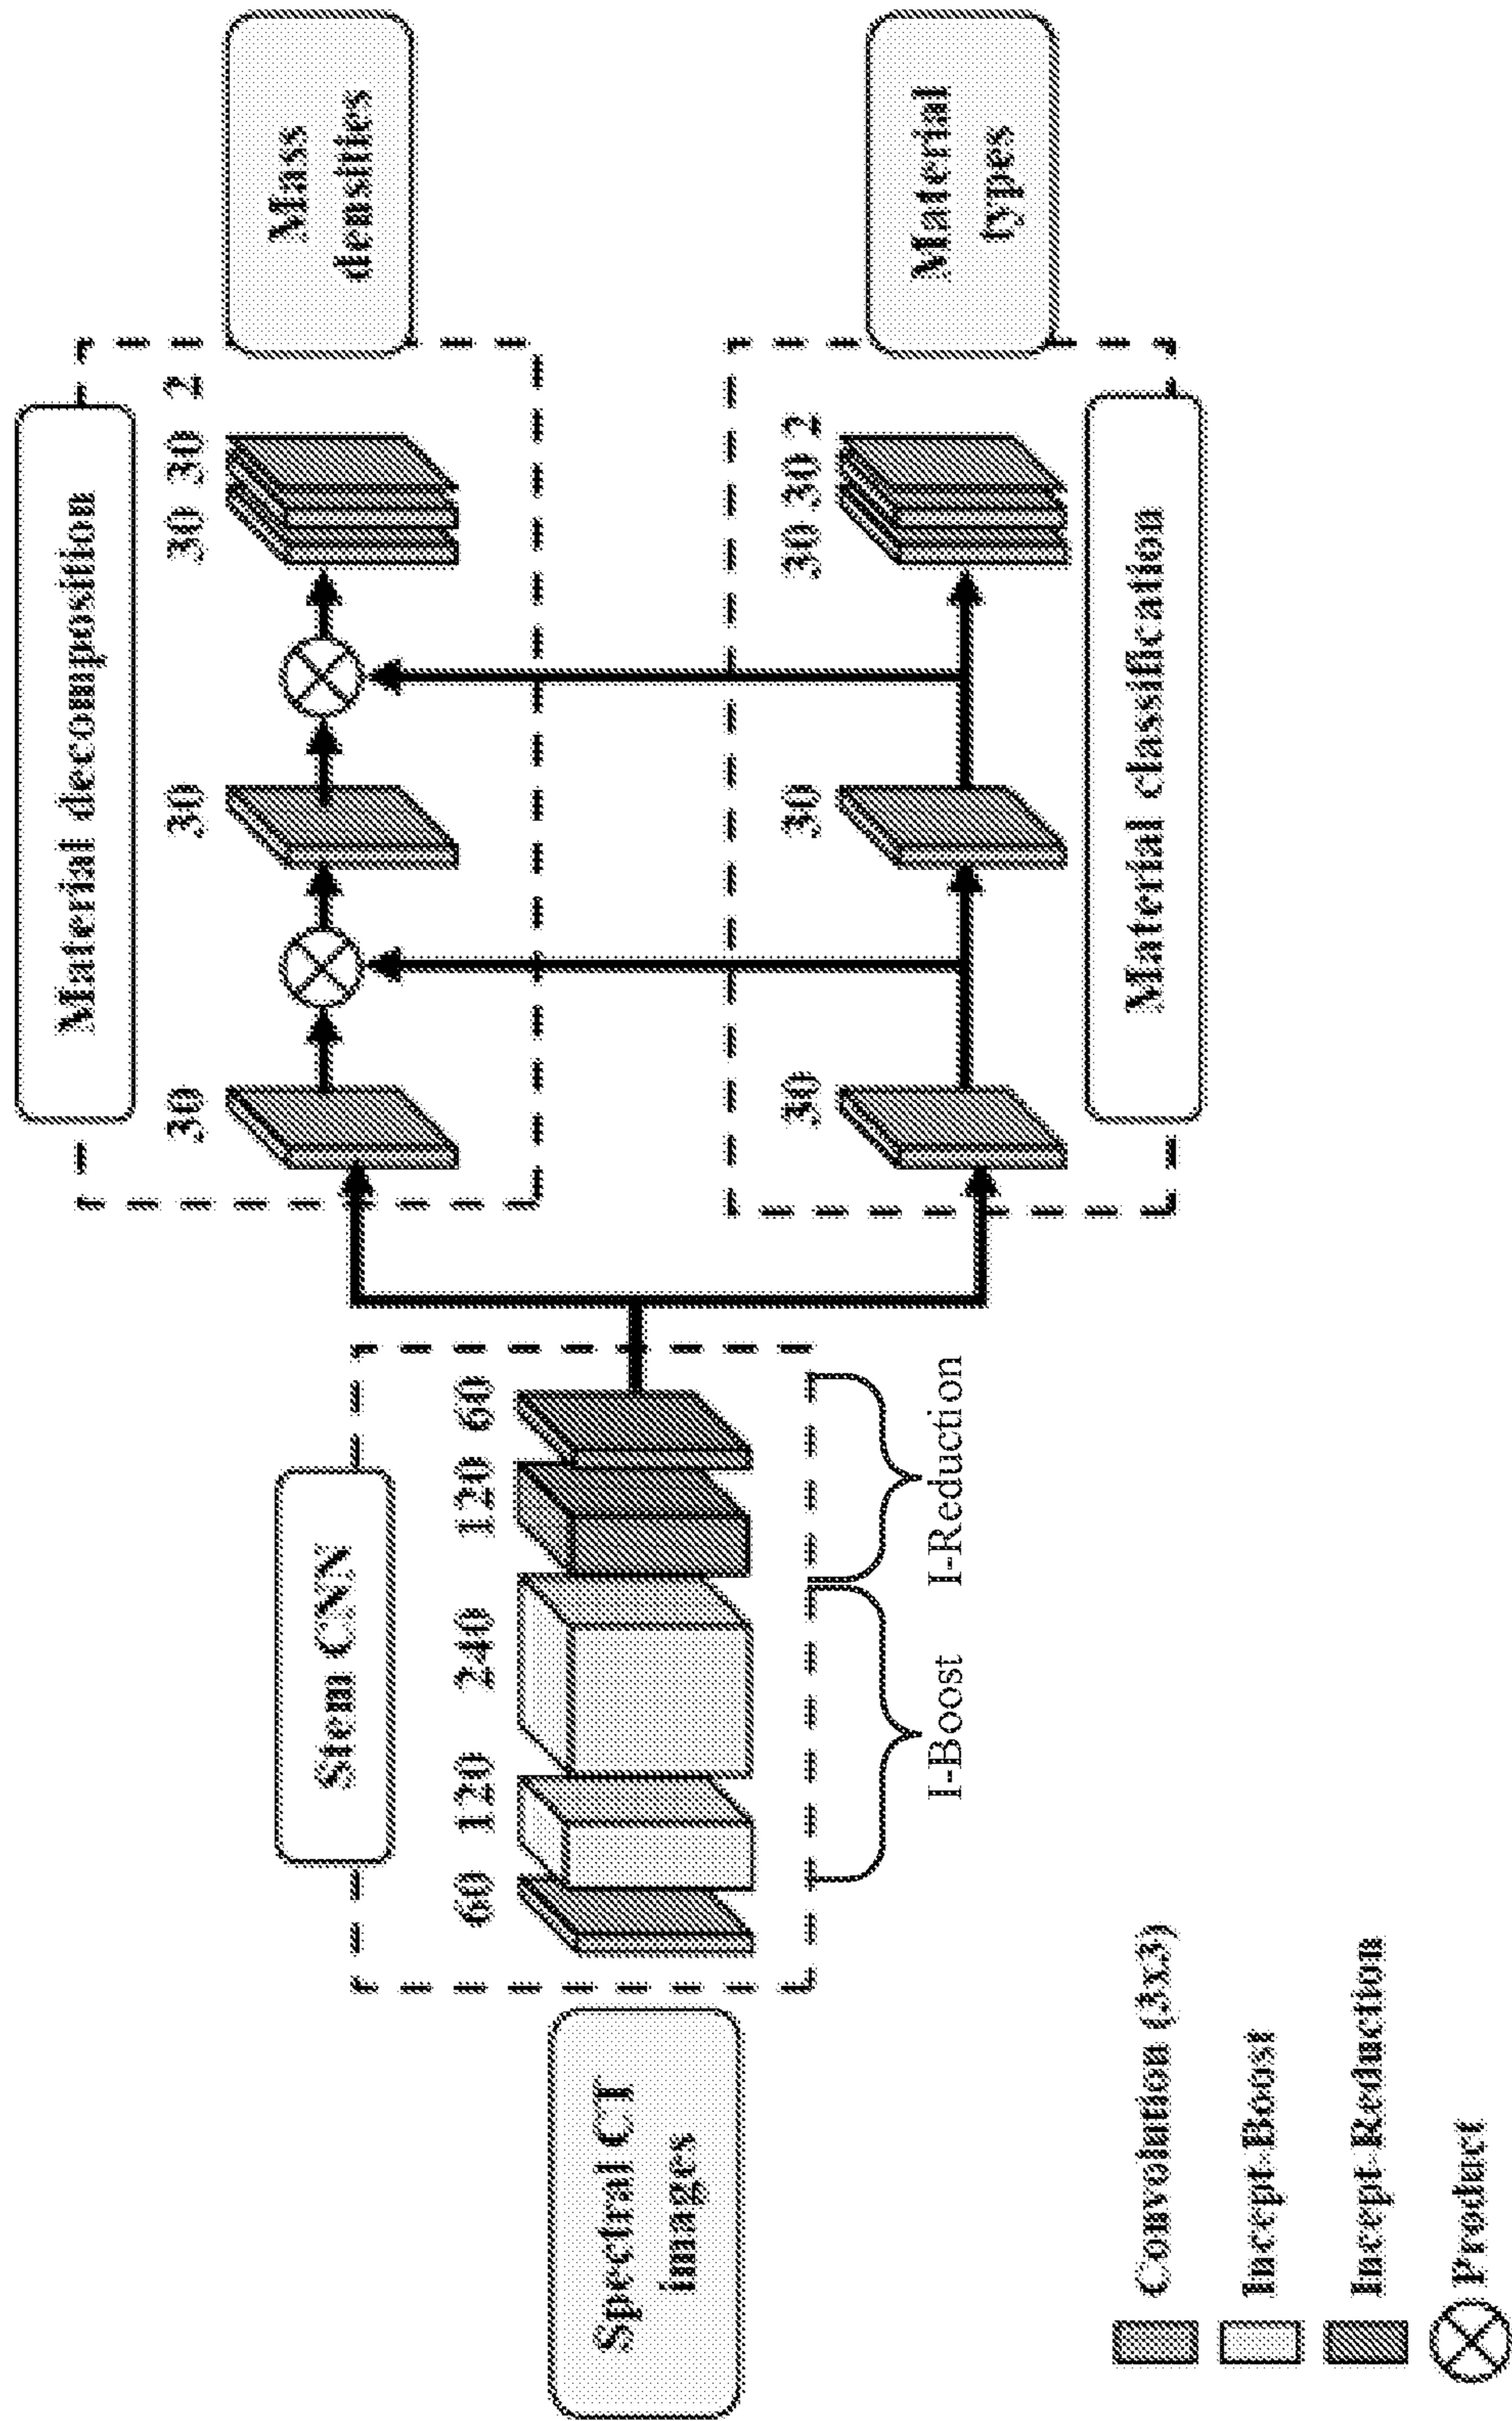 Material decomposition
30
30
30 30 2
Mass
densities
Stem CNN
60 120 240 120 60
Spectral CT
images
I-Boost
I-Reduction
30
30
30 30 2
Material
types
Material classification
Convolution (3x3)
Incept-Boost
Incept-Reduction
Product